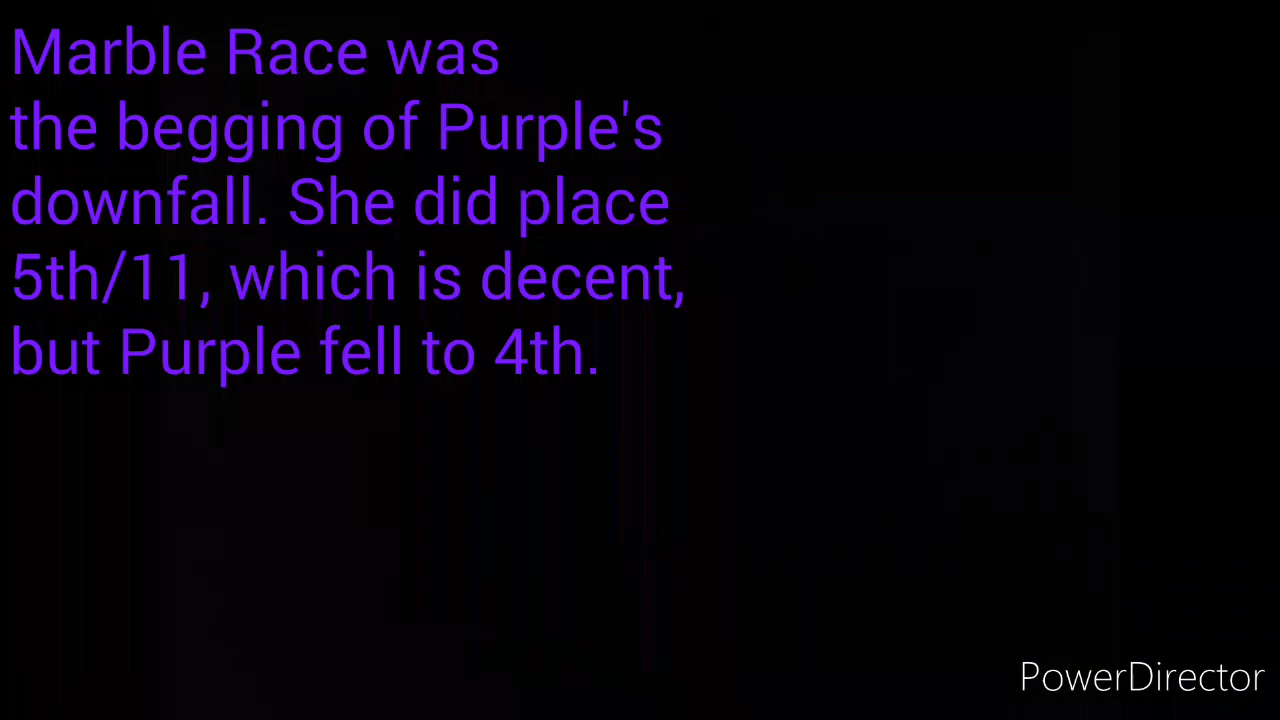 Marble Race was
the begging of Purple's
downfall. She did place
5th/11, which is decent,
but Purple fell to 4th.
PowerDirector